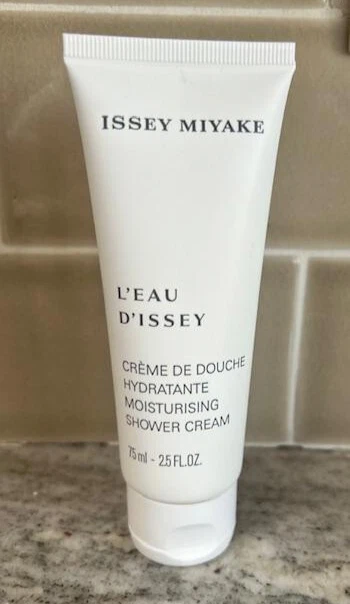 ISSEY MIYAKE
L'EAU
D'ISSEY
CRÈME DE DOUCHE
HYDRATANTE
MOISTURISING
SHOWER CREAM
75 ml - 2.5 FL.OZ.